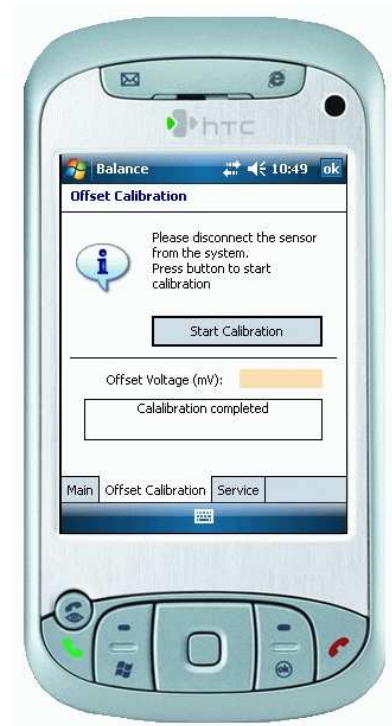 hTC
Balance 10:49 ok
Offset Calibration
Please disconnect the sensor
from the system.
Press button to start
calibration
Start Calibration
Offset Voltage (mV):
Calalibration completed
Main Offset Calibration Service
ok